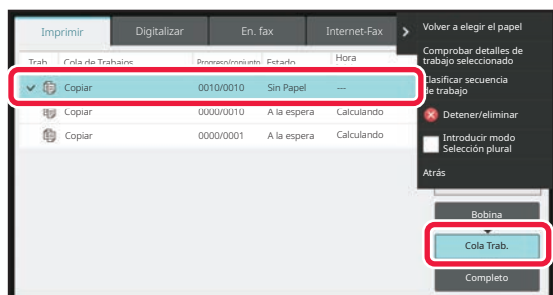 Imprimir Digitalizar En. fax Internet-Fax
Trab. Cola de Trabajos Progreso/conjunto Estado Hora
Copiar 0010/0010 Sin Papel ---
Copiar 0000/0010 A la espera Calculando
Copiar 0000/0001 A la espera Calculando
Volver a elegir el papel
Comprobar detalles de
trabajo seleccionado
Clasificar secuencia
de trabajo
Detener/eliminar
Introducir modo
Selección plural
Atrás
Bobina
Cola Trab.
Completo